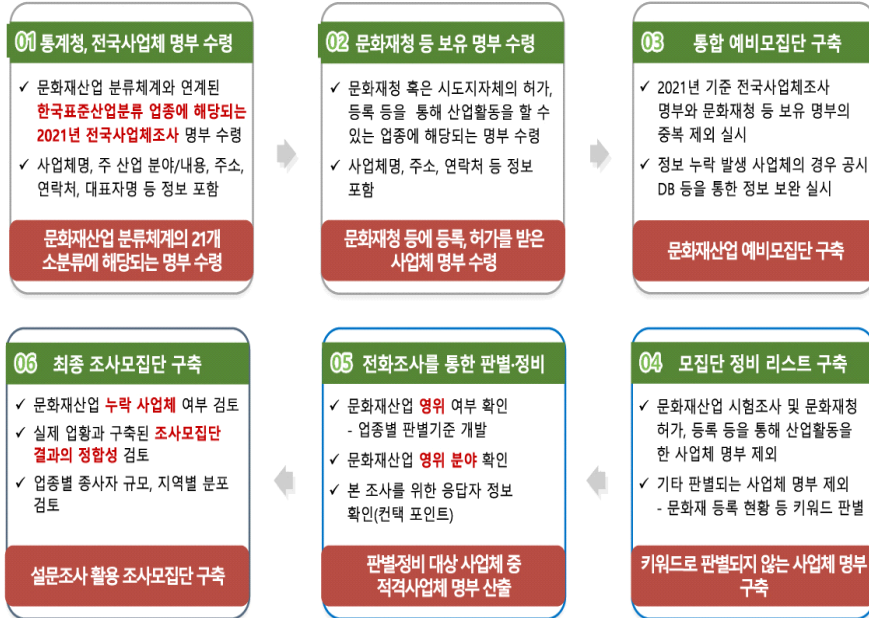 01 통계청, 전국사업체 명부 수령
✓ 문화재산업 분류체계와 연계된
한국표준산업분류 업종에 해당되는
2021년 전국사업체조사 명부 수령
✓ 사업체명, 주 산업 분야/내용, 주소,
연락처, 대표자명 등 정보 포함
문화재산업 분류체계의 21개
소분류에 해당되는 명부 수령
02 문화재청 등 보유 명부 수령
✓ 문화재청 혹은 시도지자체의 허가,
등록 등을 통해 산업활동을 할 수
있는 업종에 해당되는 명부 수령
✓ 사업체명, 주소, 연락처 등 정보
포함
문화재청 등에 등록, 허가를 받은
사업체 명부 수령
03 통합 예비모집단 구축
✓ 2021년 기준 전국사업체조사
명부와 문화재청 등 보유 명부의
중복 제외 실시
✓ 정보 누락 발생 사업체의 경우 공시
DB 등을 통한 정보 보완 실시
문화재산업 예비모집단 구축
04 모집단 정비 리스트 구축
✓ 문화재산업 시험조사 및 문화재청
허가, 등록 등을 통해 산업활동을
한 사업체 명부 제외
✓ 기타 판별되는 사업체 명부 제외
- 문화재 등록 현황 등 키워드 판별
키워드로 판별되지 않는 사업체 명부
구축
05 전화조사를 통한 판별·정비
✓ 문화재산업 영위 여부 확인
- 업종별 판별기준 개발
✓ 문화재산업 영위 분야 확인
✓ 본 조사를 위한 응답자 정보
확인(컨택 포인트)
판별정비 대상 사업체 중
적격사업체 명부 산출
06 최종 조사모집단 구축
✓ 문화재산업 누락 사업체 여부 검토
✓ 실제 업황과 구축된 조사모집단
결과의 정합성 검토
✓ 업종별 종사자 규모, 지역별 분포
검토
설문조사 활용 조사모집단 구축